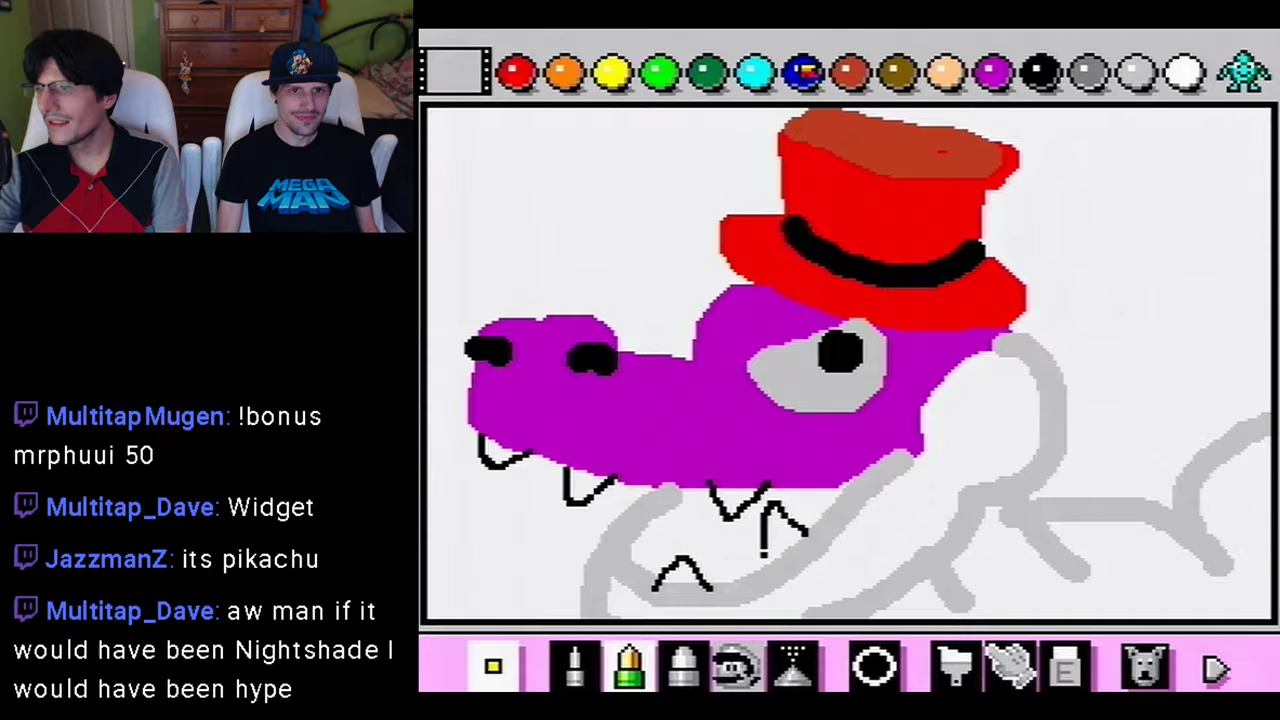 MEGA
MAN
MultitapMugen: !bonus
mrphuui 50
Multitap_Dave: Widget
JazzmanZ: its pikachu
Multitap_Dave: aw man if it
would have been Nightshade I
would have been hype
E